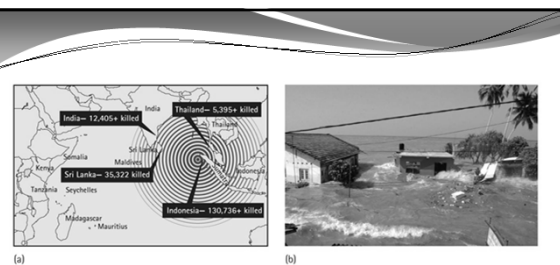 India
Thailand— 5,395+ killed
India— 12,405+ killed
Thailand
Somalia
Sri Lanka
Maldives
Kenya
Indonesia
Sri Lanka— 35,322 killed
Tanzania
Seychelles
Indonesia— 130,736+ killed
Madagascar
Mauritius
(a)
(b)